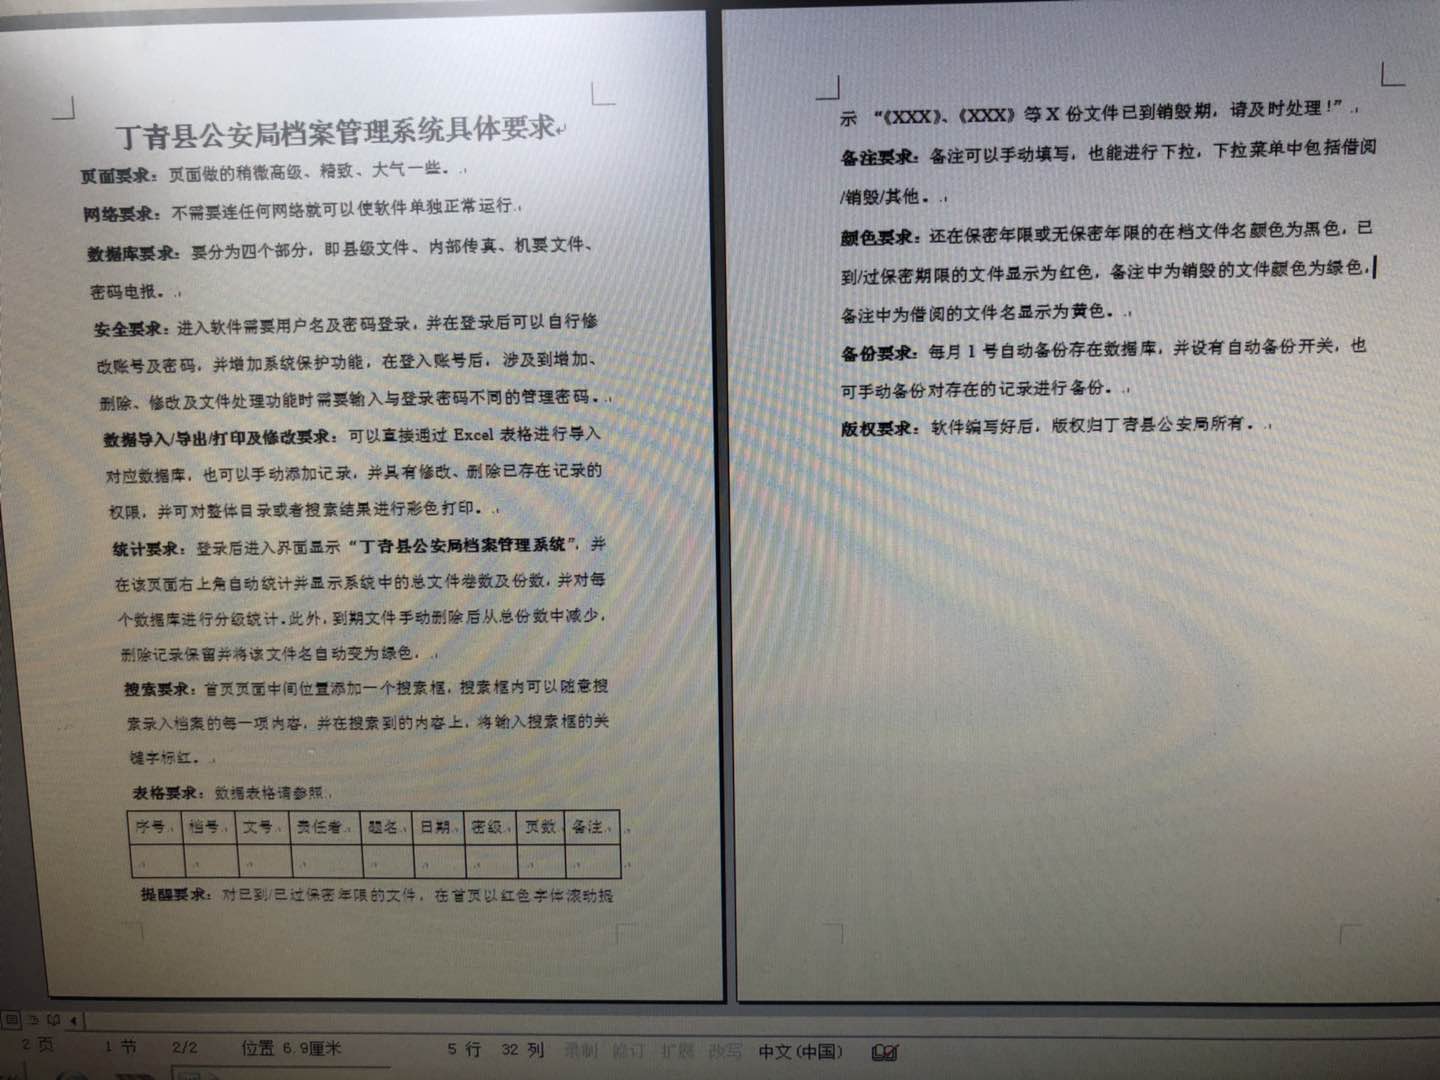 丁青县公安局档案管理系统具体要求
页面要求：页面做的稍微高级、精致、大气一些。
网络要求：不需要连任何网络就可以使软件单独正常运行.
数据库要求：要分为四个部分，即县级文件、内部传真、机要文件、
密码电报。
安全要求：进入软件需要用户名及密码登录，并在登录后可以自行修
改账号及密码，并增加系统保护功能，在登入账号后，涉及到增加、
删除、修改及文件处理功能时需要输入与登录密码不同的管理密码。
数据导入/导出/打印及修改要求：可以直接通过 Excel 表格进行导入
对应数据库，也可以手动添加记录，并具有修改、删除已存在记录的
权限，并可对整体目录或者搜索结果进行彩色打印。
统计要求：登录后进入界面显示“丁青县公安局档案管理系统”，并
在该页面右上角自动统计并显示系统中的总文件卷数及份数，并对每
个数据库进行分级统计。此外，到期文件手动删除后从总份数中减少，
删除记录保留并将该文件名自动变为绿色。
搜索要求：首页页面中间位置添加一个搜索框，搜索框内可以随意搜
索录入档案的每一项内容，并在搜索到的内容上，将输入搜索框的关
键字标红。
表格要求：数据表格请参照
序号 档号 文号 责任者 题名 日期 密级 页数 备注
提醒要求：对已到/已过保密年限的文件，在首页以红色字体滚动提
示 “《XXX》、《XXX》等 X 份文件已到销毁期，请及时处理！”
备注要求：备注可以手动填写，也能进行下拉，下拉菜单中包括借阅
/销毁/其他。
颜色要求：还在保密年限或无保密年限的在档文件名颜色为黑色，已
到/过保密期限的文件显示为红色，备注中为销毁的文件颜色为绿色，
备注中为借阅的文件名显示为黄色。
备份要求：每月 1 号自动备份存在数据库，并设有自动备份开关，也
可手动备份对存在的记录进行备份。
版权要求：软件编写好后，版权归丁青县公安局所有。
2 页 1 节 2/2 位置 6.9厘米 5 行 32 列 录制 修订 扩展 改写 中文(中国)